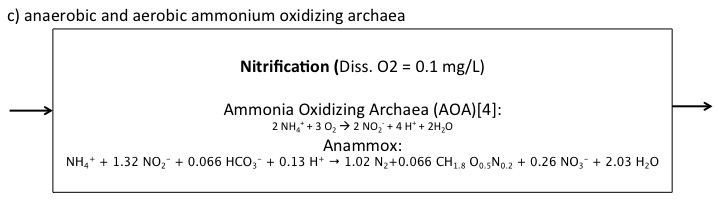 c) anaerobic and aerobic ammonium oxidizing archaea
Nitrification (Diss. O2 = 0.1 mg/L)
Ammonia Oxidizing Archaea (AOA)[4]:
2 NH₄⁺ + 3 O₂ → 2 NO₂⁻ + 4 H⁺ + 2H₂O
Anammox:
NH₄⁺ + 1.32 NO₂⁻ + 0.066 HCO₃⁻ + 0.13 H⁺ → 1.02 N₂+0.066 CH₁.₈ O₀.₅N₀.₂ + 0.26 NO₃⁻ + 2.03 H₂O